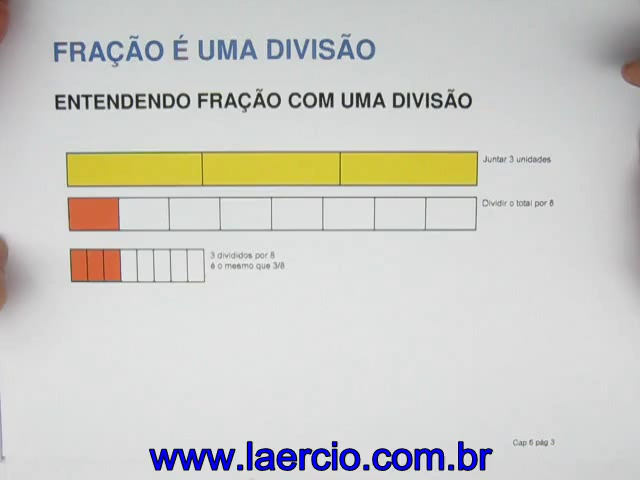 FRAÇÃO É UMA DIVISÃO
ENTENDENDO FRAÇÃO COM UMA DIVISÃO
Juntar 3 unidades
Dividir o total por 8
3 divididos por 8
é o mesmo que 3/8
Cap 6 pág 3
www.laercio.com.br